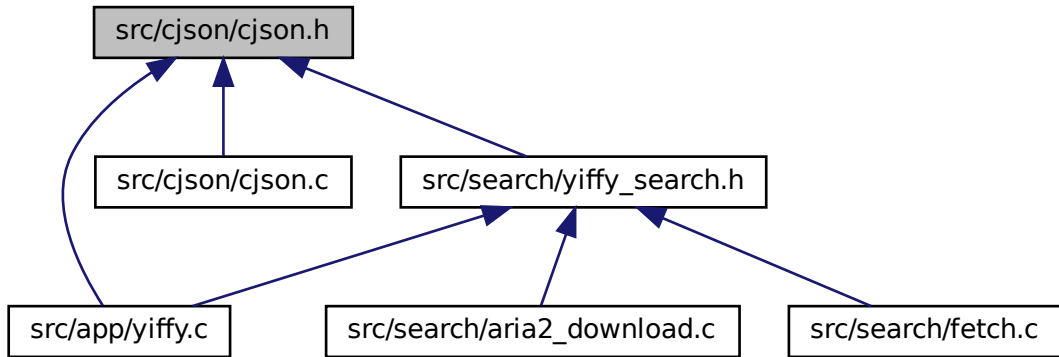 src/cjson/cjson.h
src/cjson/cjson.c
src/search/yiffy_search.h
src/app/yiffy.c
src/search/aria2_download.c
src/search/fetch.c